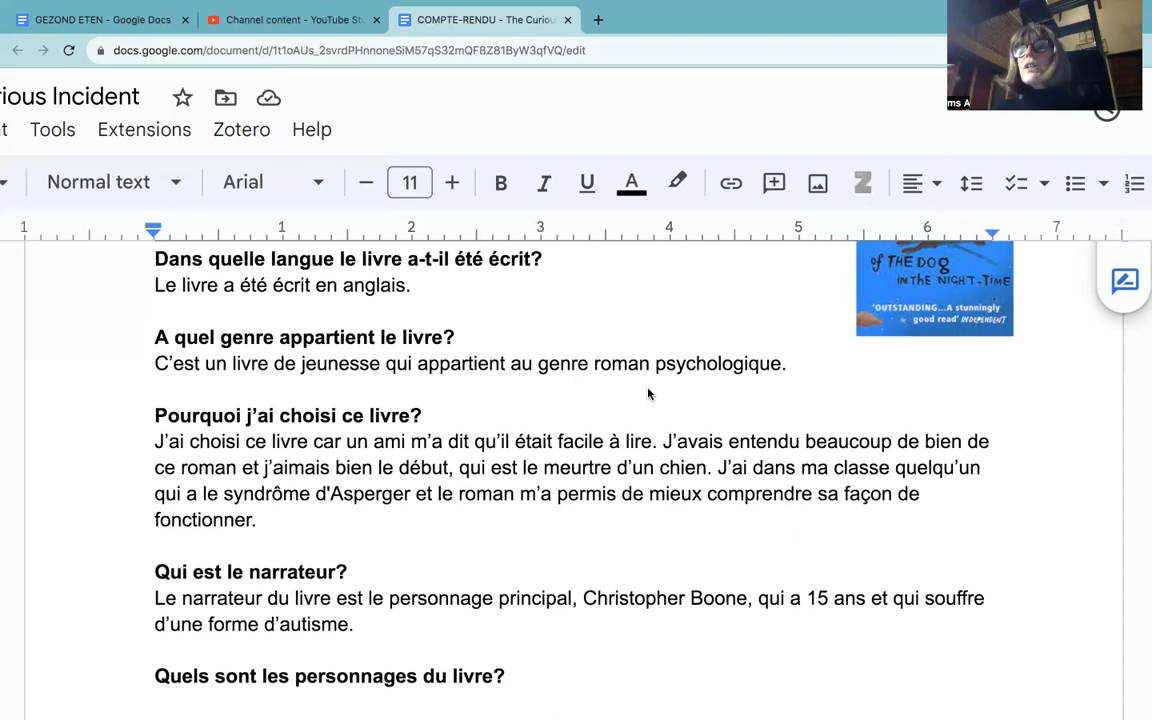 GEZOND ETEN - Google Docs
Channel content - YouTube St
COMPTE-RENDU - The Curiou
docs.google.com/document/d/1t1oAUs_2svrdPHnnoneSiM57qS32mQF8Z81ByW3qfVQ/edit
ms A
rious Incident
t Tools Extensions Zotero Help
Normal text Arial 11 B I U A Z
1 1 2 3 4 5 6 7
of THE DOG
IN THE NIGHT-TIME
'OUTSTANDING...A stunningly
good read' INDEPENDENT
Dans quelle langue le livre a-t-il été écrit?
Le livre a été écrit en anglais.
A quel genre appartient le livre?
C’est un livre de jeunesse qui appartient au genre roman psychologique.
Pourquoi j’ai choisi ce livre?
J’ai choisi ce livre car un ami m’a dit qu’il était facile à lire. J’avais entendu beaucoup de bien de
ce roman et j’aimais bien le début, qui est le meurtre d’un chien. J’ai dans ma classe quelqu’un
qui a le syndrôme d'Asperger et le roman m’a permis de mieux comprendre sa façon de
fonctionner.
Qui est le narrateur?
Le narrateur du livre est le personnage principal, Christopher Boone, qui a 15 ans et qui souffre
d’une forme d’autisme.
Quels sont les personnages du livre?